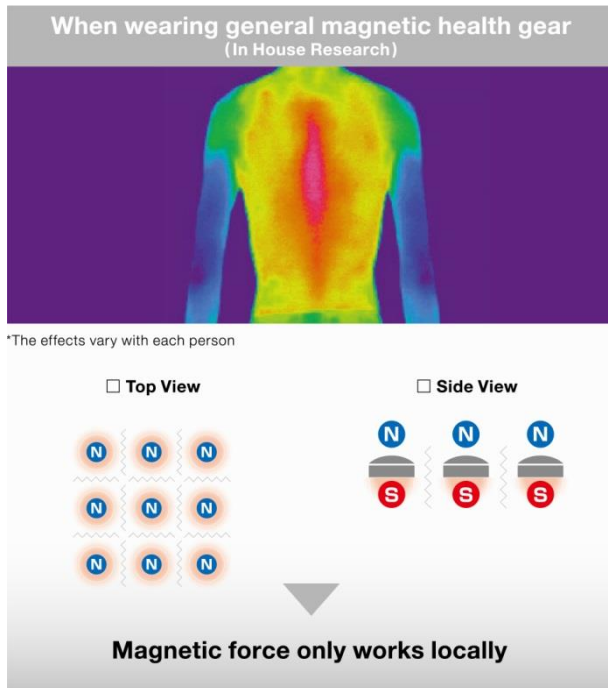 When wearing general magnetic health gear
(In House Research)
*The effects vary with each person
Top View
Side View
N N N
N N N
S S S
N N N
N N N
Magnetic force only works locally